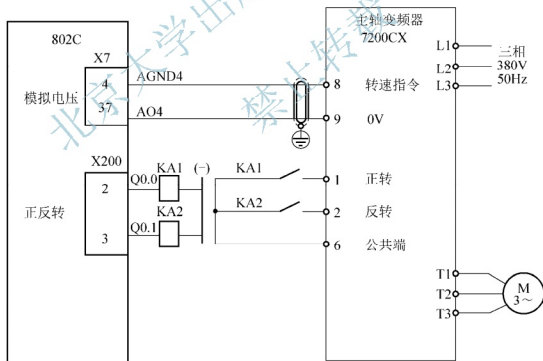 802C
X7
模拟电压
4
37
AGND4
AO4
X200
正反转
2
3
Q0.0
KA1
(−)
Q0.1
KA2
KA1
KA2
主轴变频器
7200CX
8 转速指令
9 0V
1 正转
2 反转
6 公共端
L1
L2
L3
三相
380V
50Hz
T1
T2
T3
M
3～
北京大学出版
禁止转载